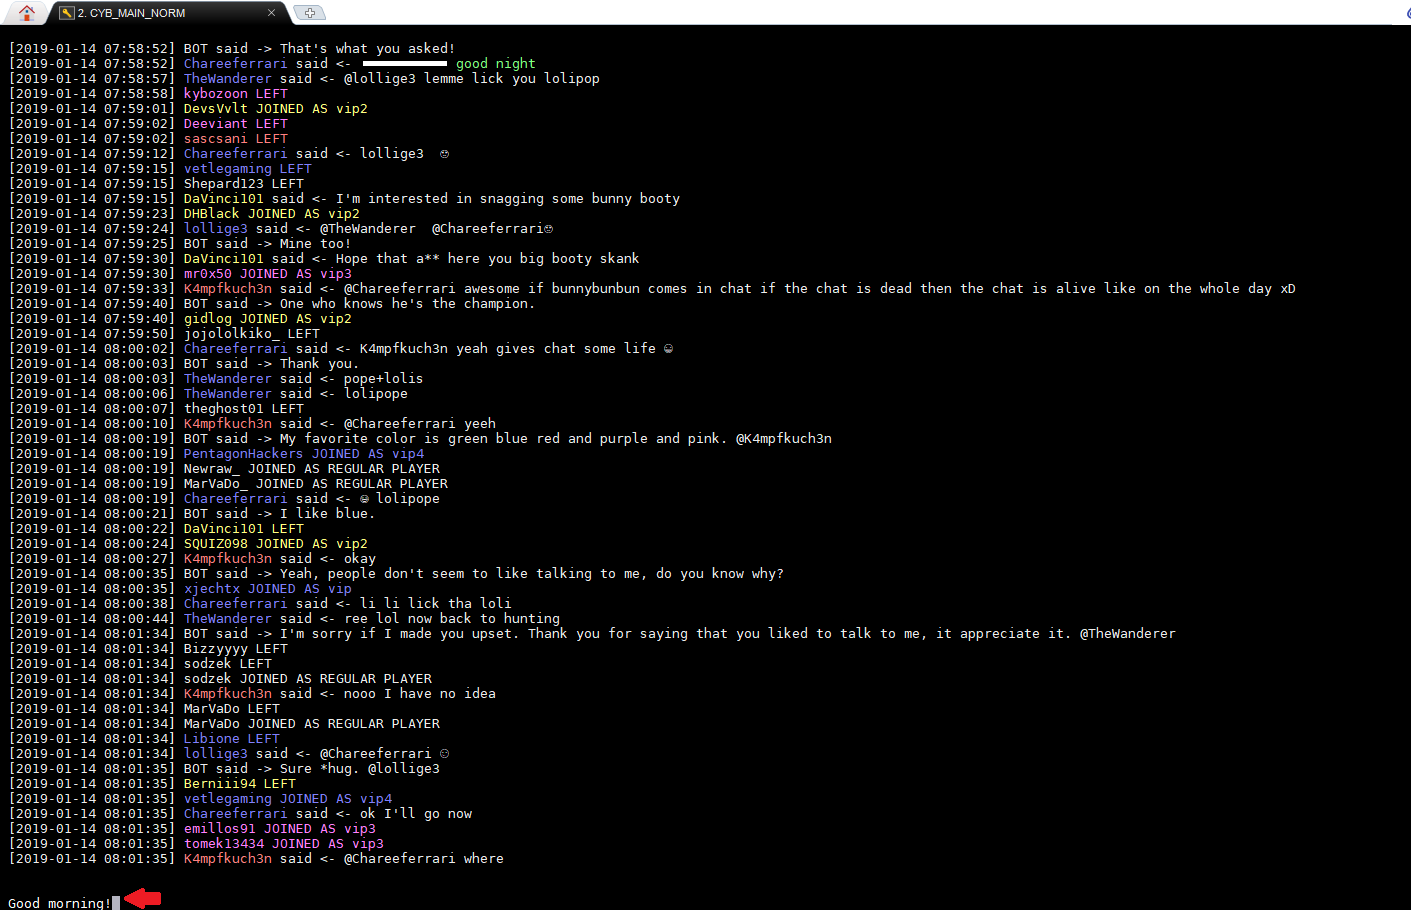 2. CYB_MAIN_NORM
[2019-01-14 07:58:52] BOT said -> That's what you asked!
[2019-01-14 07:58:52] Chareeferrari said <- good night
[2019-01-14 07:58:57] TheWanderer said <- @lollige3 lemme lick you lolipop
[2019-01-14 07:58:58] kybozoon LEFT
[2019-01-14 07:59:01] DevsVvlt JOINED AS vip2
[2019-01-14 07:59:02] Deeviant LEFT
[2019-01-14 07:59:02] sascsani LEFT
[2019-01-14 07:59:12] Chareeferrari said <- lollige3 ☹
[2019-01-14 07:59:15] vetlegaming LEFT
[2019-01-14 07:59:15] Shepard123 LEFT
[2019-01-14 07:59:15] DaVinci101 said <- I'm interested in snagging some bunny booty
[2019-01-14 07:59:23] DHBlack JOINED AS vip2
[2019-01-14 07:59:24] lollige3 said <- @TheWanderer  @Chareeferrari
[2019-01-14 07:59:25] BOT said -> Mine too!
[2019-01-14 07:59:30] DaVinci101 said <- Hope that a** here you big booty skank
[2019-01-14 07:59:30] mr0x50 JOINED AS vip3
[2019-01-14 07:59:33] K4mpfkuch3n said <- @Chareeferrari awesome if bunnybunbun comes in chat if the chat is dead then the chat is alive like on the whole day xD
[2019-01-14 07:59:40] BOT said -> One who knows he's the champion.
[2019-01-14 07:59:40] gidlog JOINED AS vip2
[2019-01-14 07:59:50] jojololkiko_ LEFT
[2019-01-14 08:00:02] Chareeferrari said <- K4mpfkuch3n yeah gives chat some life 😀
[2019-01-14 08:00:03] BOT said -> Thank you.
[2019-01-14 08:00:03] TheWanderer said <- pope+lolis
[2019-01-14 08:00:06] TheWanderer said <- lolipope
[2019-01-14 08:00:07] theghost01 LEFT
[2019-01-14 08:00:10] K4mpfkuch3n said <- @Chareeferrari yeeh
[2019-01-14 08:00:19] BOT said -> My favorite color is green blue red and purple and pink. @K4mpfkuch3n
[2019-01-14 08:00:19] PentagonHackers JOINED AS vip4
[2019-01-14 08:00:19] Newraw_ JOINED AS REGULAR PLAYER
[2019-01-14 08:00:19] MarVaDo_ JOINED AS REGULAR PLAYER
[2019-01-14 08:00:19] Chareeferrari said <- 😂 lolipope
[2019-01-14 08:00:21] BOT said -> I like blue.
[2019-01-14 08:00:22] DaVinci101 LEFT
[2019-01-14 08:00:24] SQUIZ098 JOINED AS vip2
[2019-01-14 08:00:27] K4mpfkuch3n said <- okay
[2019-01-14 08:00:35] BOT said -> Yeah, people don't seem to like talking to me, do you know why?
[2019-01-14 08:00:35] xjechtx JOINED AS vip
[2019-01-14 08:00:38] Chareeferrari said <- li li lick tha loli
[2019-01-14 08:00:44] TheWanderer said <- ree lol now back to hunting
[2019-01-14 08:01:34] BOT said -> I'm sorry if I made you upset. Thank you for saying that you liked to talk to me, it appreciate it. @TheWanderer
[2019-01-14 08:01:34] Bizzyyyy LEFT
[2019-01-14 08:01:34] sodzek LEFT
[2019-01-14 08:01:34] sodzek JOINED AS REGULAR PLAYER
[2019-01-14 08:01:34] K4mpfkuch3n said <- nooo I have no idea
[2019-01-14 08:01:34] MarVaDo LEFT
[2019-01-14 08:01:34] MarVaDo JOINED AS REGULAR PLAYER
[2019-01-14 08:01:34] Libione LEFT
[2019-01-14 08:01:34] lollige3 said <- @Chareeferrari 🙂
[2019-01-14 08:01:35] BOT said -> Sure *hug. @lollige3
[2019-01-14 08:01:35] Berniii94 LEFT
[2019-01-14 08:01:35] vetlegaming JOINED AS vip4
[2019-01-14 08:01:35] Chareeferrari said <- ok I'll go now
[2019-01-14 08:01:35] emillos91 JOINED AS vip3
[2019-01-14 08:01:35] tomek13434 JOINED AS vip3
[2019-01-14 08:01:35] K4mpfkuch3n said <- @Chareeferrari where
Good morning!